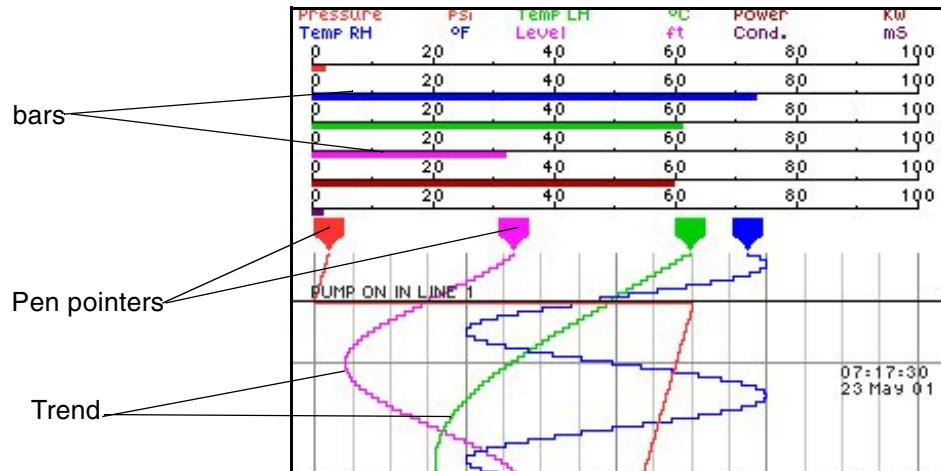 Pressure Psi Temp LH ºC Power KW
Temp RH ºF Level ft Cond. mS
0 20 40 60 80 100
0 20 40 60 80 100
bars
0 20 40 60 80 100
0 20 40 60 80 100
0 20 40 60 80 100
0 20 40 60 80 100
Pen pointers
PUMP ON IN LINE 1
07:17:30
23 May 01
Trend